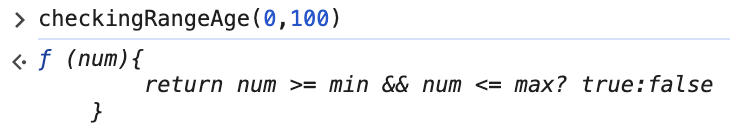 > checkingRangeAge(0,100)
<· f (num){
return num >= min && num <= max? true:false
}